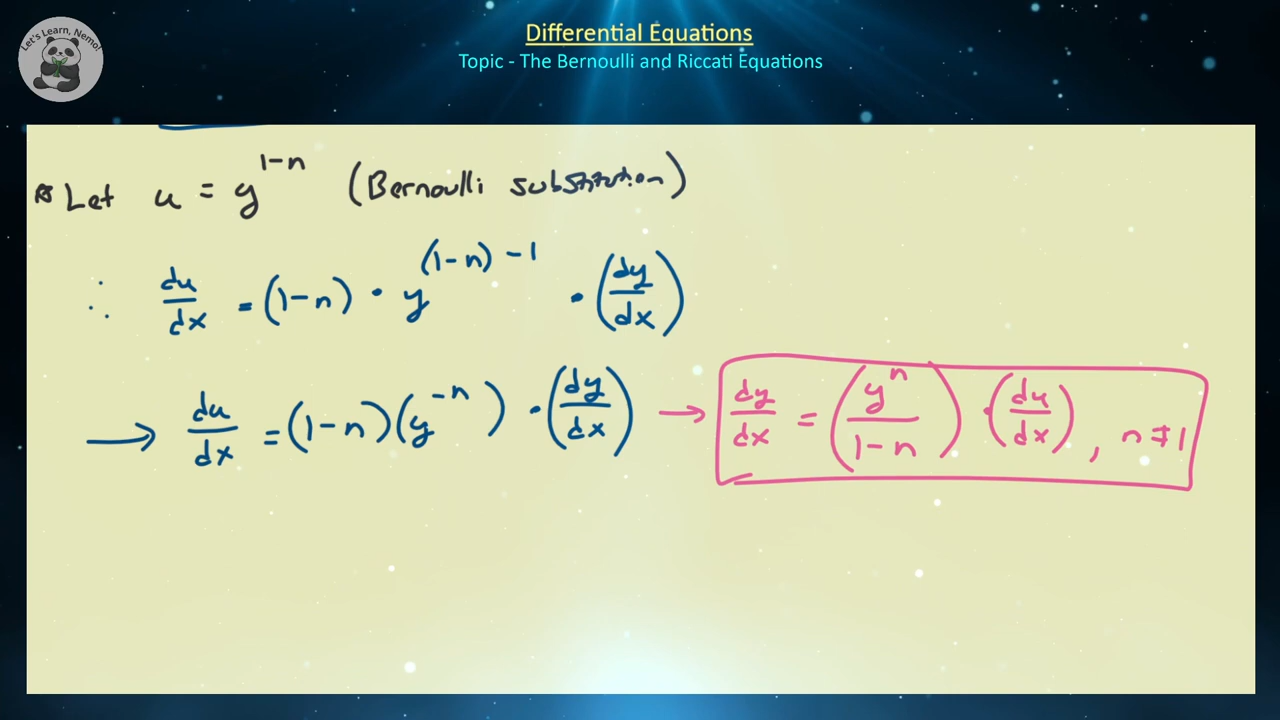 Let's Learn, Nemo!
Differential Equations
Topic - The Bernoulli and Riccati Equations
Let u = y^{1-n} (Bernoulli substitution)
∴ du/dx = (1-n) · y^{(1-n)-1} · (dy/dx)
→ du/dx = (1-n)(y^{-n}) · (dy/dx) → dy/dx = (y^n/(1-n)) · (du/dx), n ≠ 1